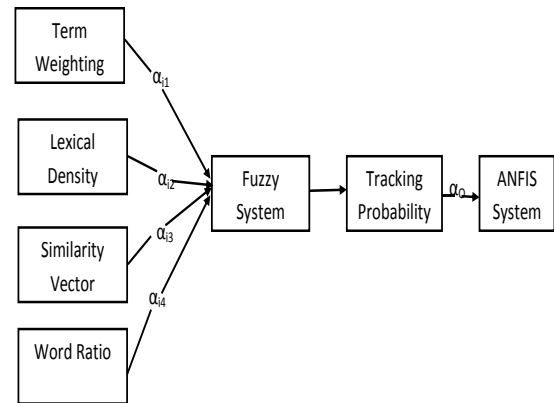 Term
Weighting
αi1
Lexical
Density
αi2
Similarity
Vector
αi3
Word Ratio
αi4
Fuzzy
System
Tracking
Probability
αO
ANFIS
System